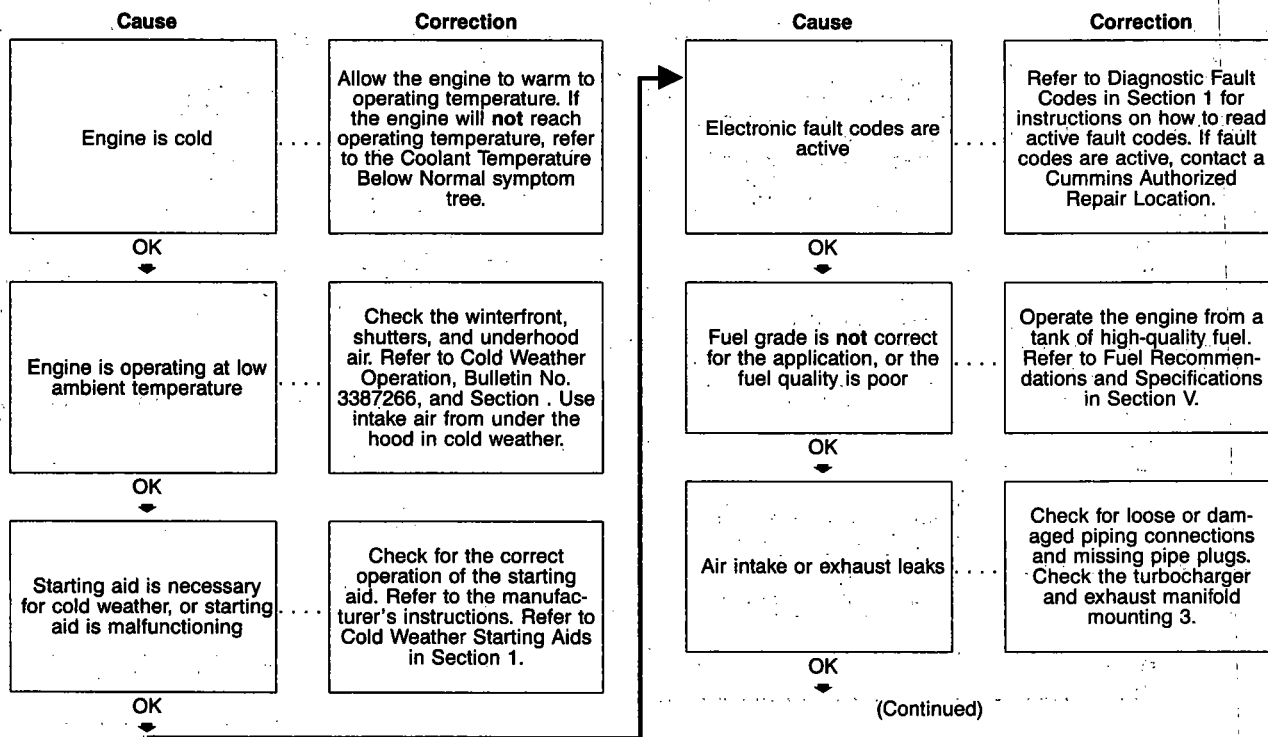 Cause
Correction
Engine is cold
Allow the engine to warm to
operating temperature. If
the engine will not reach
operating temperature, refer
to the Coolant Temperature
Below Normal symptom
tree.
OK
Engine is operating at low
ambient temperature
Check the winterfront,
shutters, and underhood
air. Refer to Cold Weather
Operation, Bulletin No.
3387266, and Section . Use
intake air from under the
hood in cold weather.
OK
Starting aid is necessary
for cold weather, or starting
aid is malfunctioning
Check for the correct
operation of the starting
aid. Refer to the manufac-
turer's instructions. Refer to
Cold Weather Starting Aids
in Section 1.
OK
Cause
Correction
Electronic fault codes are
active
Refer to Diagnostic Fault
Codes in Section 1 for
instructions on how to read
active fault codes. If fault
codes are active, contact a
Cummins Authorized
Repair Location.
OK
Fuel grade is not correct
for the application, or the
fuel quality is poor
Operate the engine from a
tank of high-quality fuel.
Refer to Fuel Recommen-
dations and Specifications
in Section V.
OK
Air intake or exhaust leaks
Check for loose or dam-
aged piping connections
and missing pipe plugs.
Check the turbocharger
and exhaust manifold
mounting 3.
OK
(Continued)